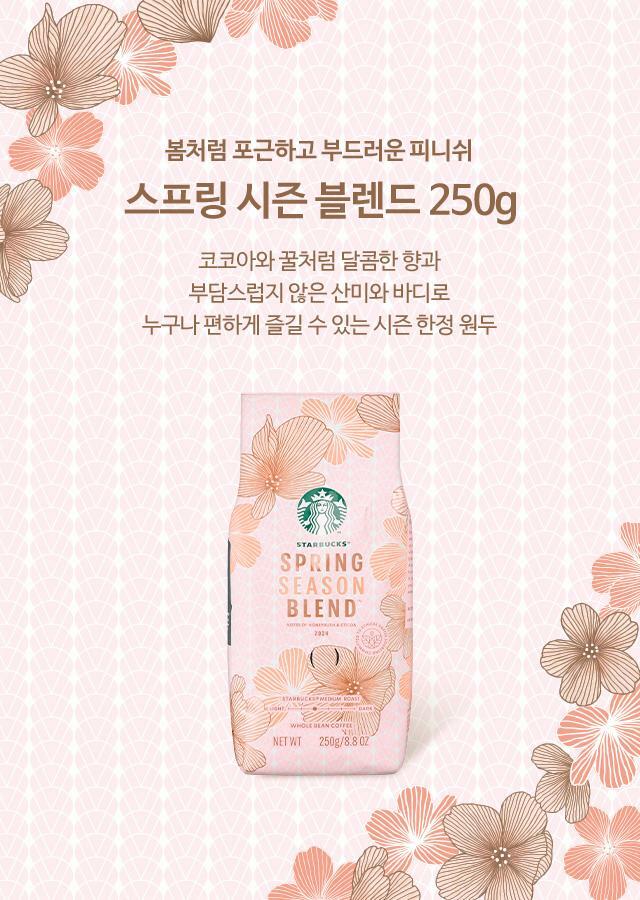 봄처럼 포근하고 부드러운 피니쉬
스프링 시즌 블렌드 250g
코코아와 꿀처럼 달콤한 향과
부담스럽지 않은 산미와 바디로
누구나 편하게 즐길 수 있는 시즌 한정 원두
STARBUCKS
SPRING
SEASON
BLEND
NOTES OF HONEYBUSH & COCOA
2024
STARBUCKS® MEDIUM ROAST
LIGHT DARK
WHOLE BEAN COFFEE
NET WT 250g/8.8 OZ